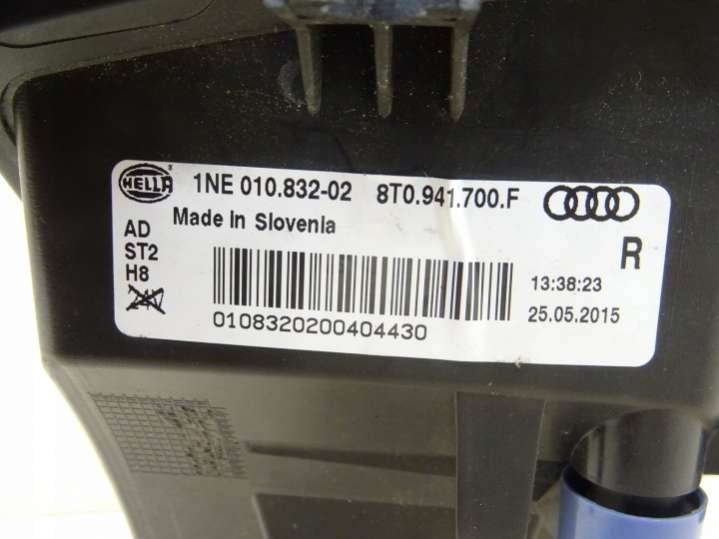 HELLA ® 1NE 010.832-02 8T0.941.700.F
Made in Slovenia
AD
ST2
H8
R
13:38:23
25.05.2015
0108320200404430